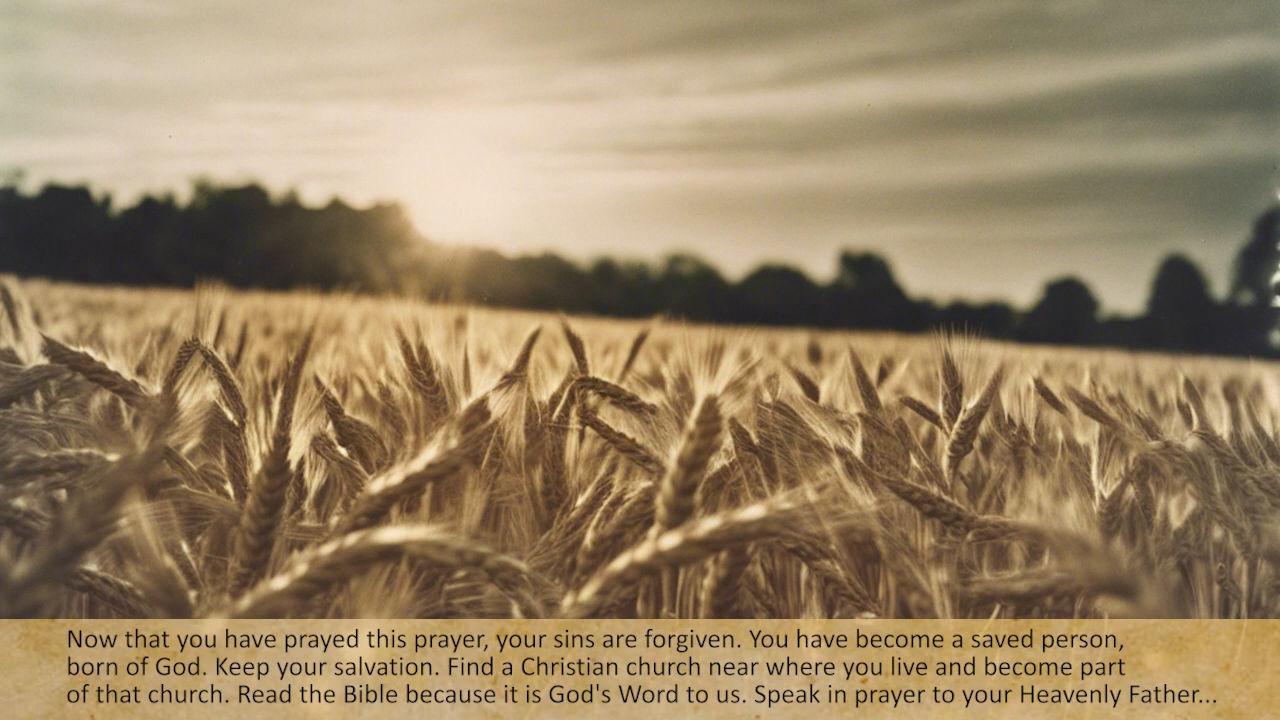 Now that you have prayed this prayer, your sins are forgiven. You have become a saved person,
born of God. Keep your salvation. Find a Christian church near where you live and become part
of that church. Read the Bible because it is God's Word to us. Speak in prayer to your Heavenly Father...